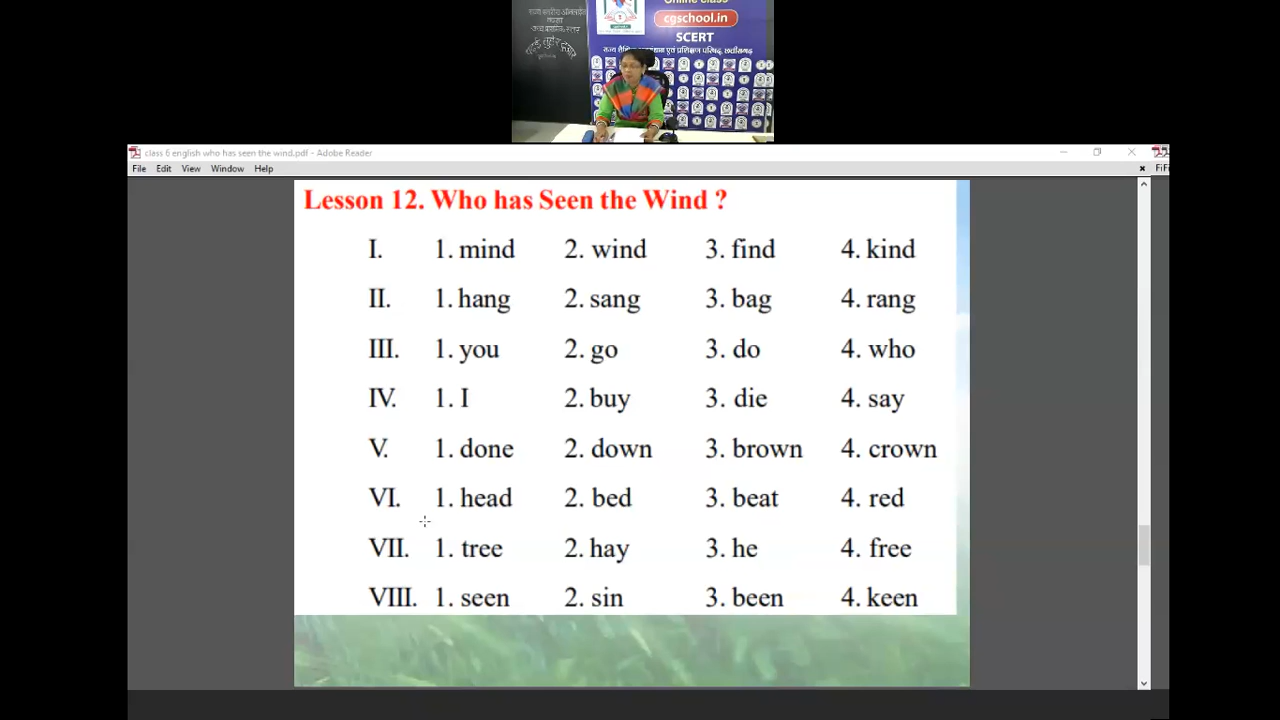 Online class
cgschool.in
SCERT
class 6 english who has seen the wind.pdf - Adobe Reader
File Edit View Window Help
Lesson 12. Who has Seen the Wind ?
I. 1. mind 2. wind 3. find 4. kind
II. 1. hang 2. sang 3. bag 4. rang
III. 1. you 2. go 3. do 4. who
IV. 1. I 2. buy 3. die 4. say
V. 1. done 2. down 3. brown 4. crown
VI. 1. head 2. bed 3. beat 4. red
VII. 1. tree 2. hay 3. he 4. free
VIII. 1. seen 2. sin 3. been 4. keen